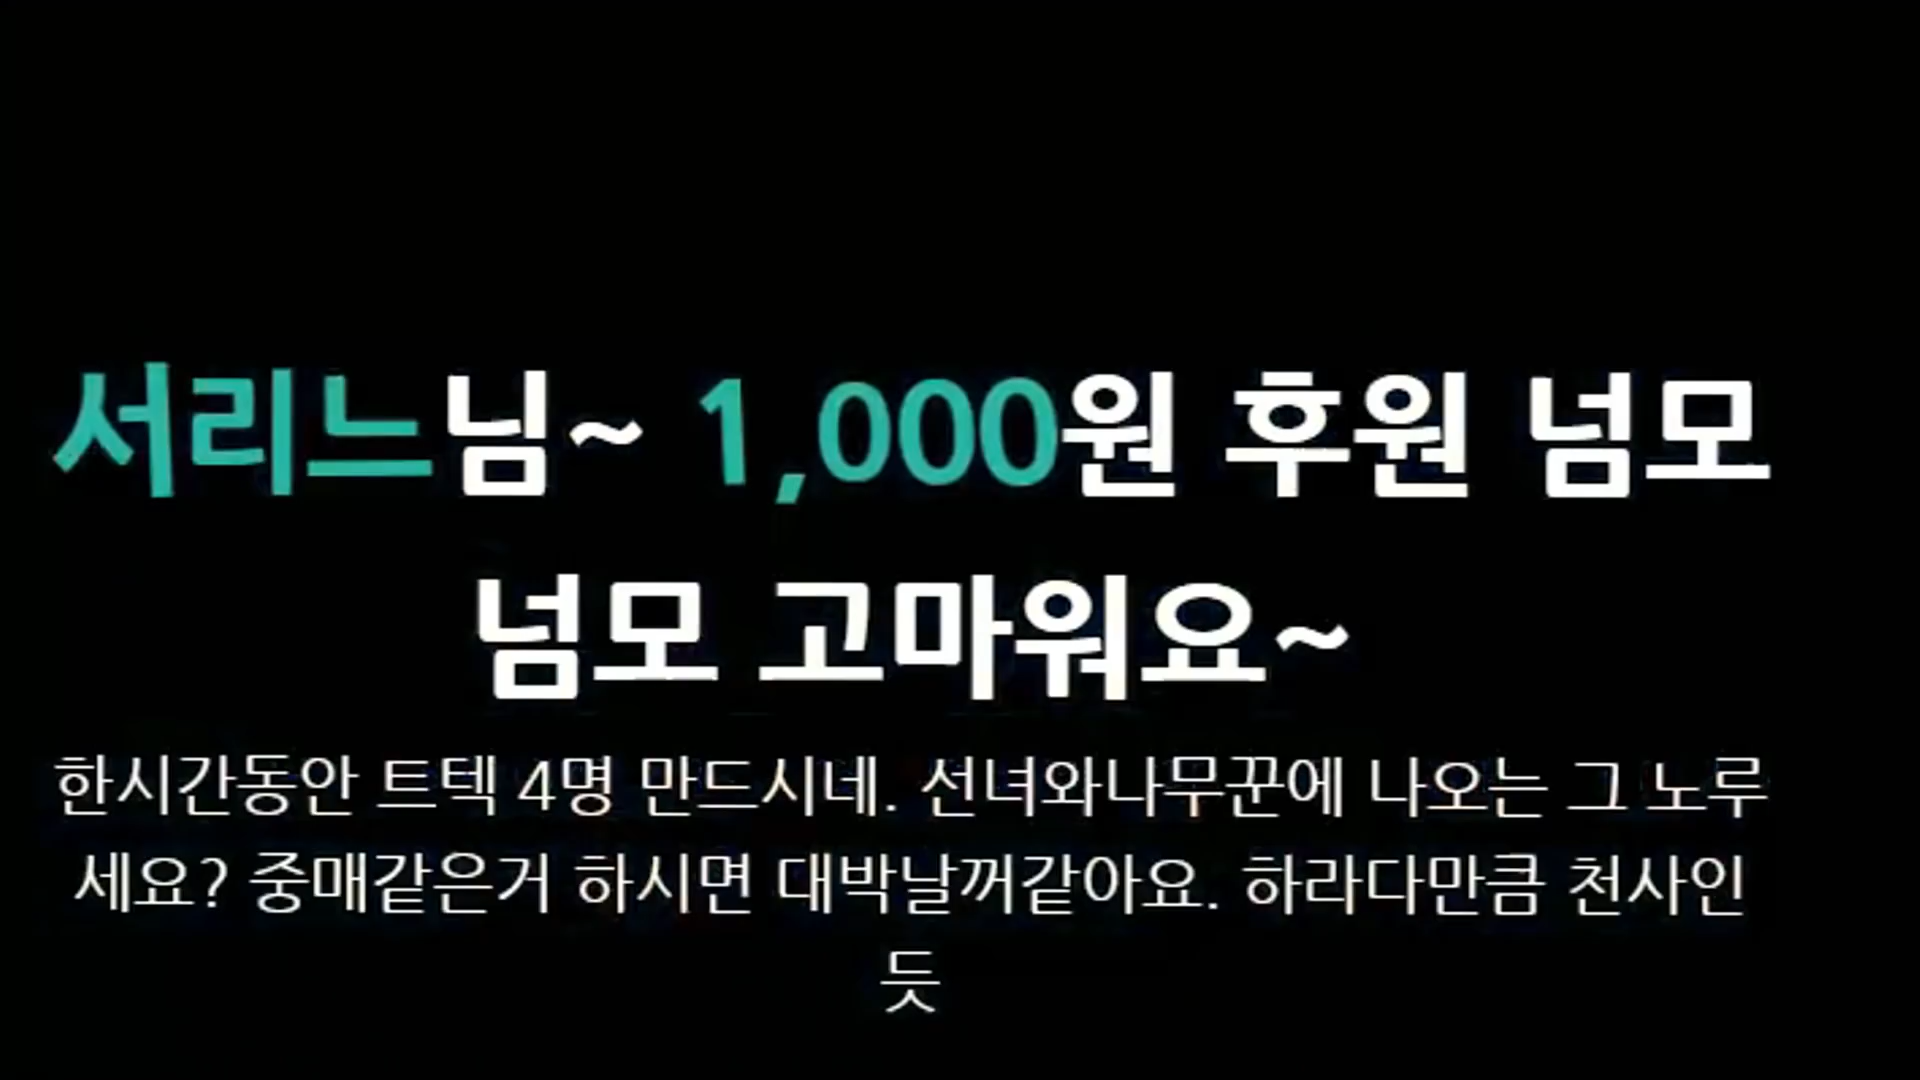 서리느님~ 1,000원 후원 넘모
넘모 고마워요~
한시간동안 트텍 4명 만드시네. 선녀와나무꾼에 나오는 그 노루
세요? 중매같은거 하시면 대박날꺼같아요. 하라다만큼 천사인
듯